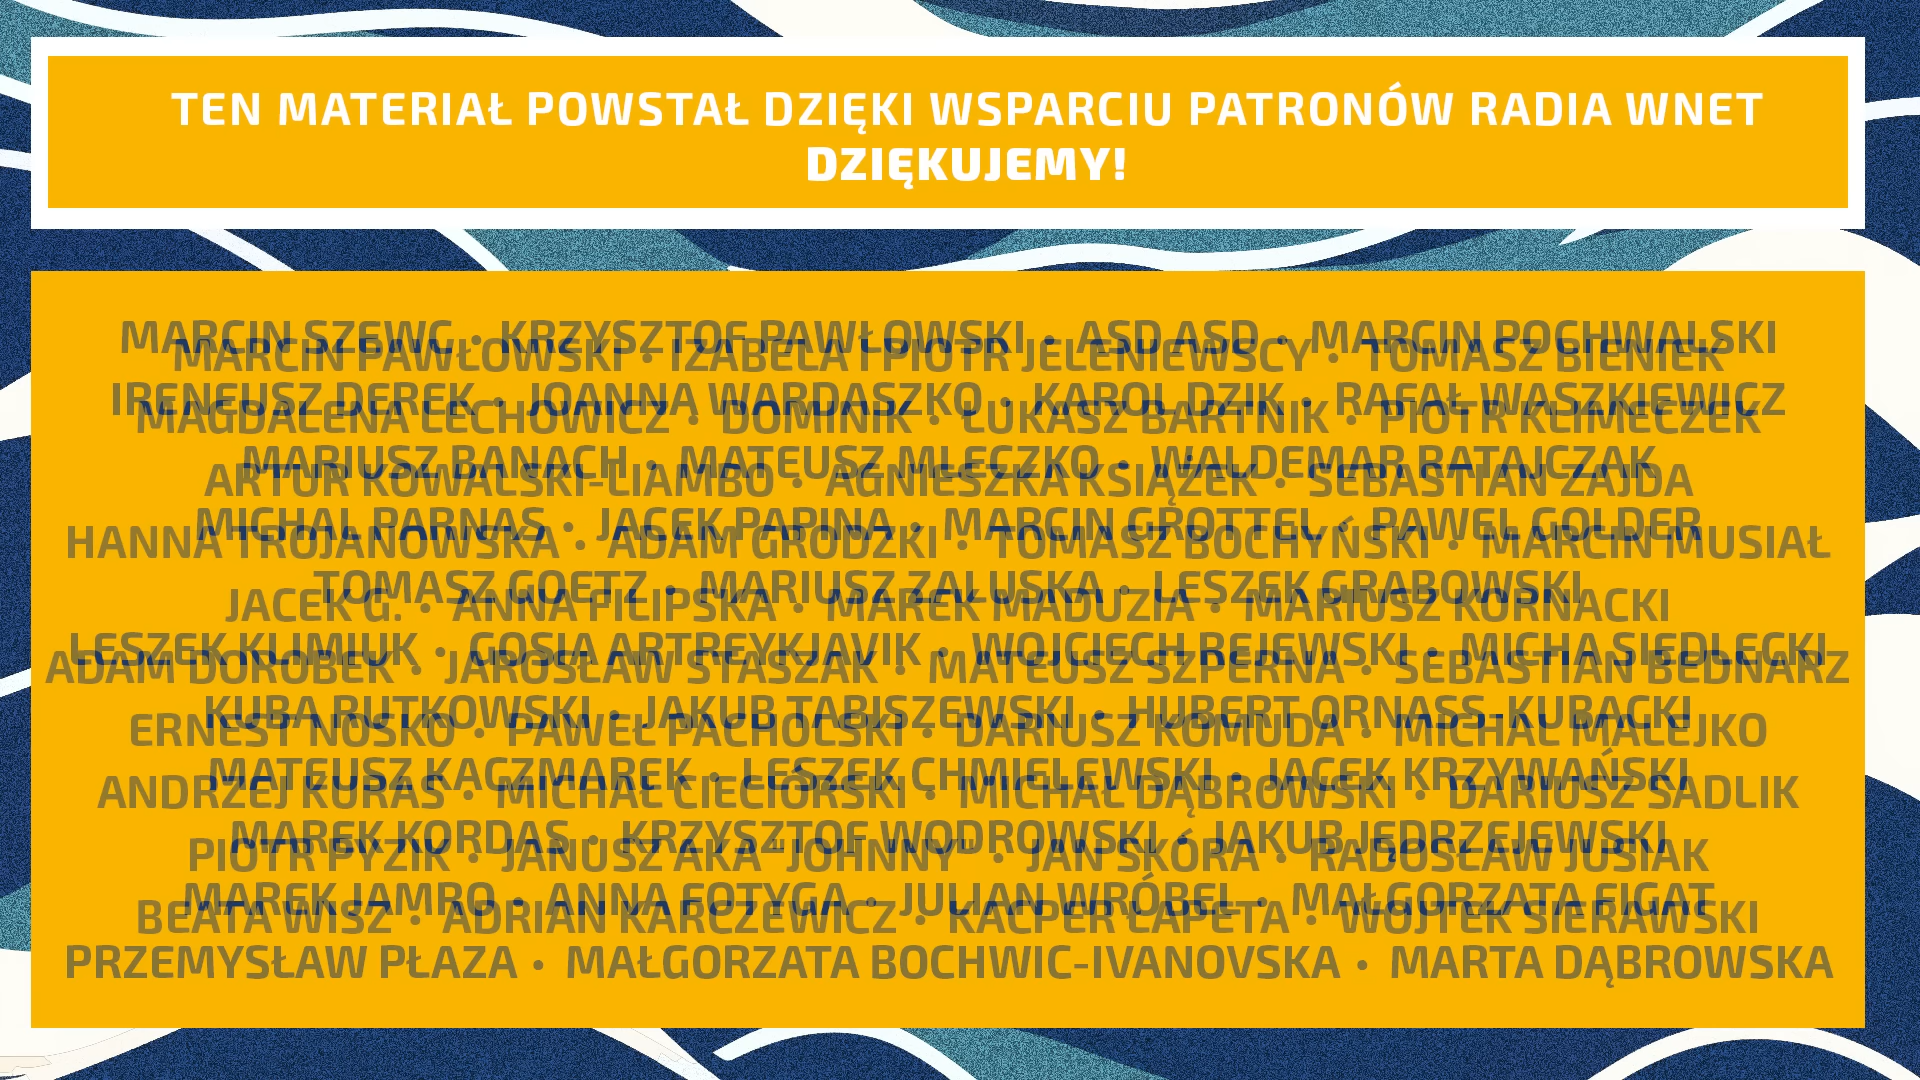 TEN MATERIAŁ POWSTAŁ DZIĘKI WSPARCIU PATRONÓW RADIA WNET
DZIĘKUJEMY!
MARCIN SZEWC • KRZYSZTOF PAWŁOWSKI • ASD ASD • MARCIN POCHWALSKI
MARCIN PAWŁOWSKI • IZABELA I PIOTR JELENIEWSCY • TOMASZ BIENIEK
IRENEUSZ DEREK • JOANNA WARDASZKO • KAROL DZIK • RAFAŁ WASZKIEWICZ
MAGDALENA LECHOWICZ • DOMINIK • ŁUKASZ BARTNIK • PIOTR KLIMECZEK
MARIUSZ BANACH • MATEUSZ MLECZKO • WALDEMAR RATAJCZAK
ARTUR KOWALSKI-LIAMBO • AGNIESZKA KSIĄŻEK • SEBASTIAN ZAJDA
MICHAŁ PARNAS • JACEK PAPINA • MARCIN GROTTEL • PAWEŁ GOLDER
HANNA TROJANOWSKA • ADAM GRODZKI • TOMASZ BOCHYŃSKI • MARCIN MUSIAŁ
TOMASZ GOETZ • MARIUSZ ZALUSKA • LESZEK GRABOWSKI
JACEK G. • ANNA FILIPSKA • MAREK MADUZIA • MARIUSZ KORNACKI
LESZEK KLIMIUK • GOSIA ARTREYKJAVIK • WOJCIECH REJEWSKI • MICHA SIEDLECKI
ADAM DOROBEK • JAROSŁAW STASZAK • MATEUSZ SZPERNA • SEBASTIAN BEDNARZ
KUBA RUTKOWSKI • JAKUB TABISZEWSKI • HUBERT ORNASS-KUBACKI
ERNEST NOSKO • PAWEŁ PACHOLSKI • DARIUSZ KOMUDA • MICHAŁ MALEJKO
MATEUSZ KACZMAREK • LESZEK CHMIELEWSKI • JACEK KRZYWAŃSKI
ANDRZEJ KURAS • MICHAŁ CIECIÓRSKI • MICHAŁ DĄBROWSKI • DARIUSZ SADLIK
MAREK KORDAS • KRZYSZTOF WODROWSKI • JAKUB JĘDRZEJEWSKI
PIOTR PYZIK • JANUSZ AKA "JOHNNY" • JAN SKÓRA • RADOSŁAW JUSIAK
MAREK JAMRO • ANNA FOTYGA • JULIAN WRÓBEL • MAŁGORZATA FIGAT
BEATA WISZ • ADRIAN KARCZEWICZ • KACPER ŁAPETA • WOJTEK SIERAWSKI
PRZEMYSŁAW PŁAZA • MAŁGORZATA BOCHWIC-IVANOVSKA • MARTA DĄBROWSKA